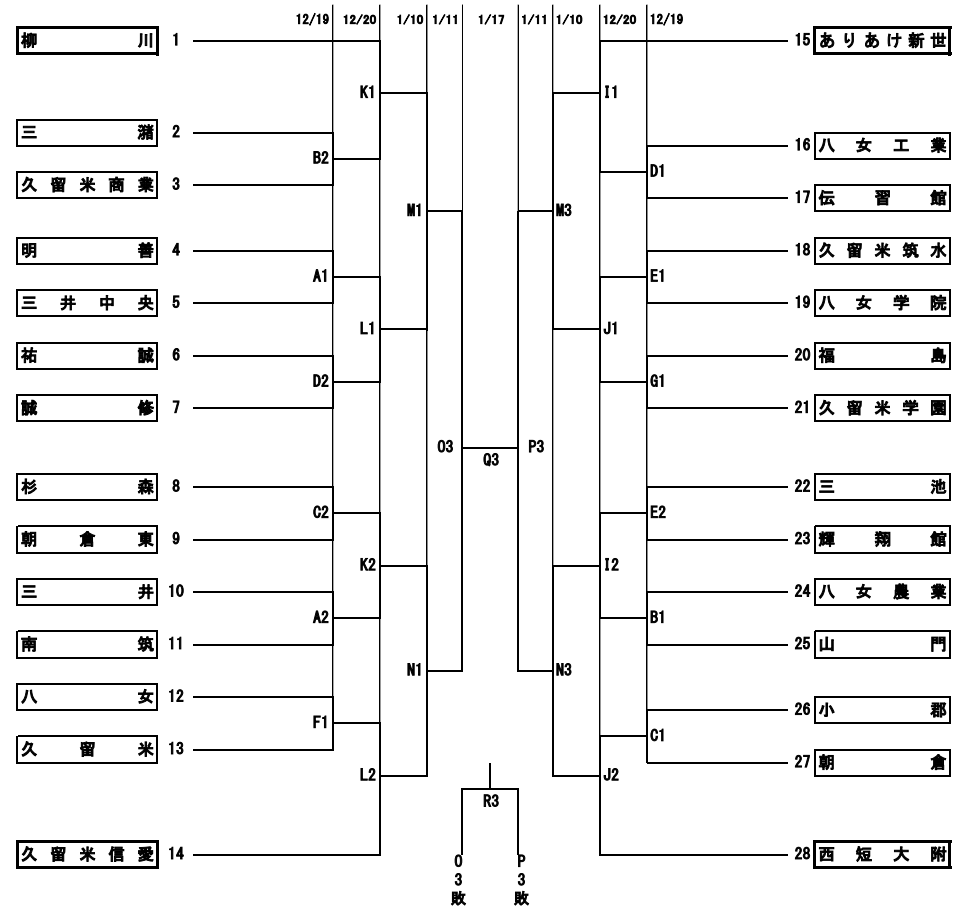 12/19 12/20 1/10 1/11 1/17 1/11 1/10 12/20 12/19
柳川 1 15 ありあけ新世
K1 I1
三潴 2 16 八女工業
B2 D1
久留米商業 3 17 伝習館
M1 M3
明善 4 18 久留米筑水
A1 E1
三井中央 5 19 八女学院
L1 J1
祐誠 6 20 福島
D2 G1
誠修 7 21 久留米学園
O3 Q3 P3
杉森 8 22 三池
C2 E2
朝倉東 9 23 輝翔館
K2 I2
三井 10 24 八女農業
A2 B1
南筑 11 25 山門
N1 N3
八女 12 26 小郡
F1 C1
久留米 13 27 朝倉
L2 J2
R3
久留米信愛 14 28 西短大附
O3敗 P3敗